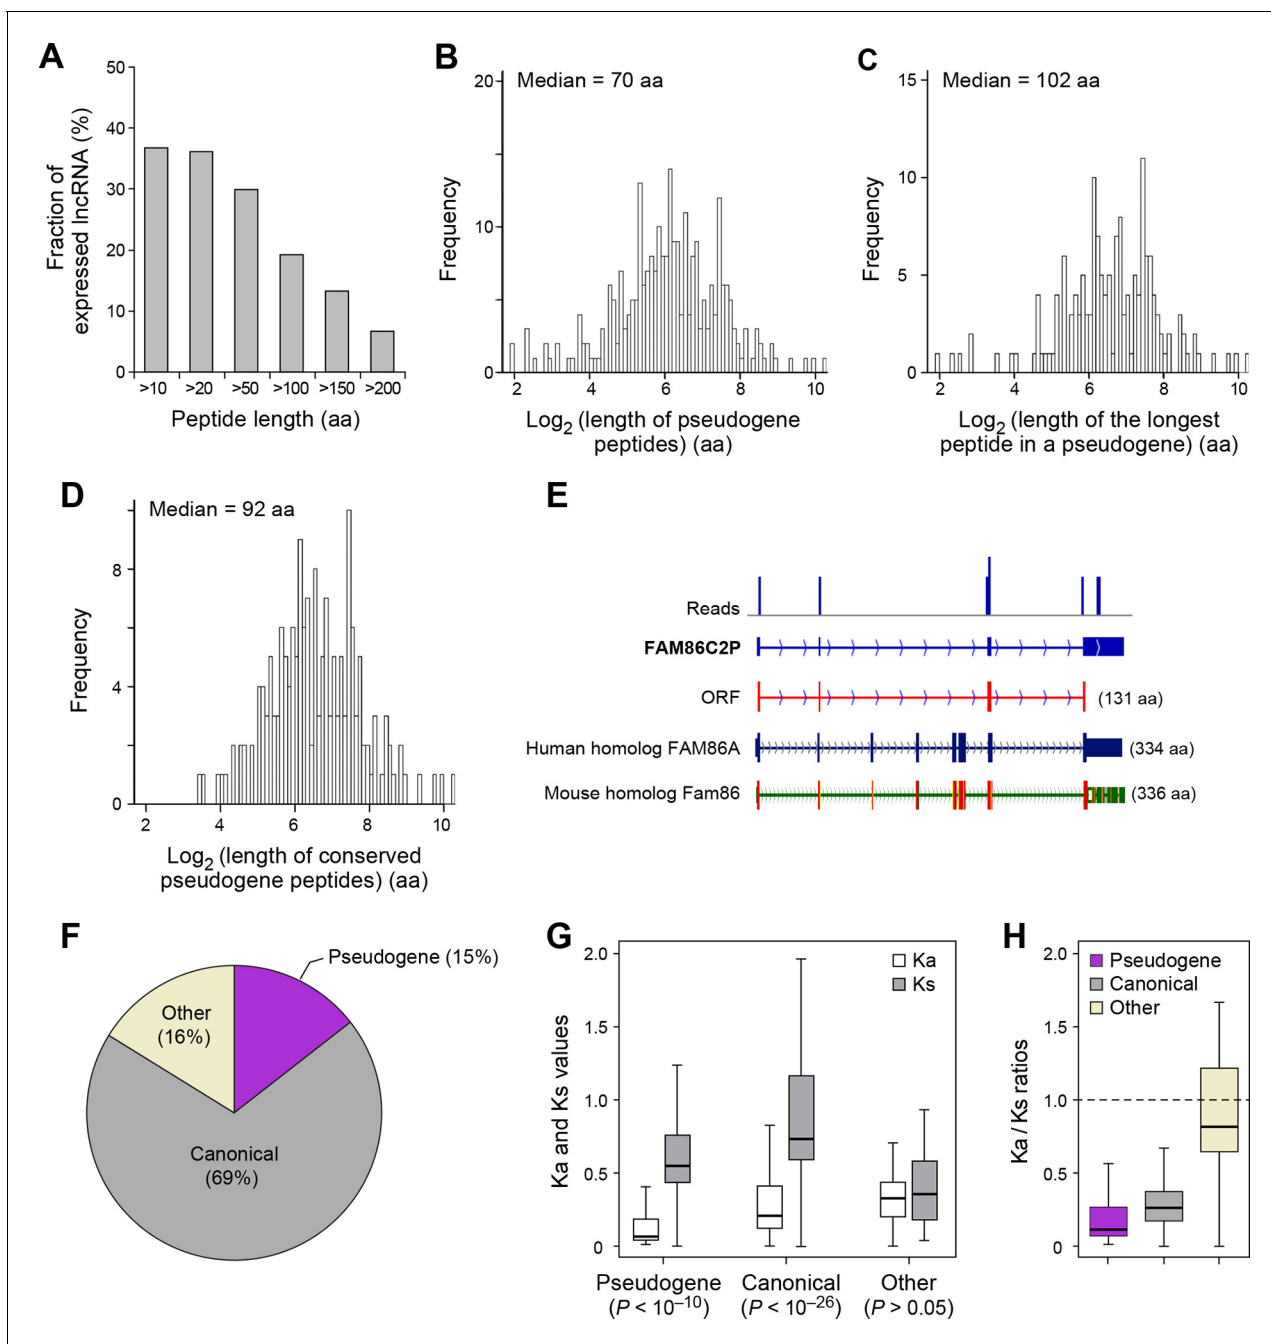 A
50
40
30
20
10
0
Fraction of
expressed lncRNA (%)
>10 >20 >50 >100 >150 >200
Peptide length (aa)
B
Median = 70 aa
20
10
0
Frequency
2 4 6 8 10
Log2 (length of pseudogene
peptides) (aa)
C
Median = 102 aa
15
10
5
0
Frequency
2 4 6 8 10
Log2 (length of the longest
peptide in a pseudogene) (aa)
D
Median = 92 aa
8
4
0
Frequency
2 4 6 8 10
Log2 (length of conserved
pseudogene peptides) (aa)
E
Reads
FAM86C2P
ORF (131 aa)
Human homolog FAM86A (334 aa)
Mouse homolog Fam86 (336 aa)
F
Pseudogene (15%)
Other
(16%)
Canonical
(69%)
G
2.0
1.5
1.0
0.5
0
Ka and Ks values
Ka
Ks
Pseudogene Canonical Other
(P < 10–10) (P < 10–26) (P > 0.05)
H
2.0
1.5
1.0
0.5
0
Ka / Ks ratios
Pseudogene
Canonical
Other